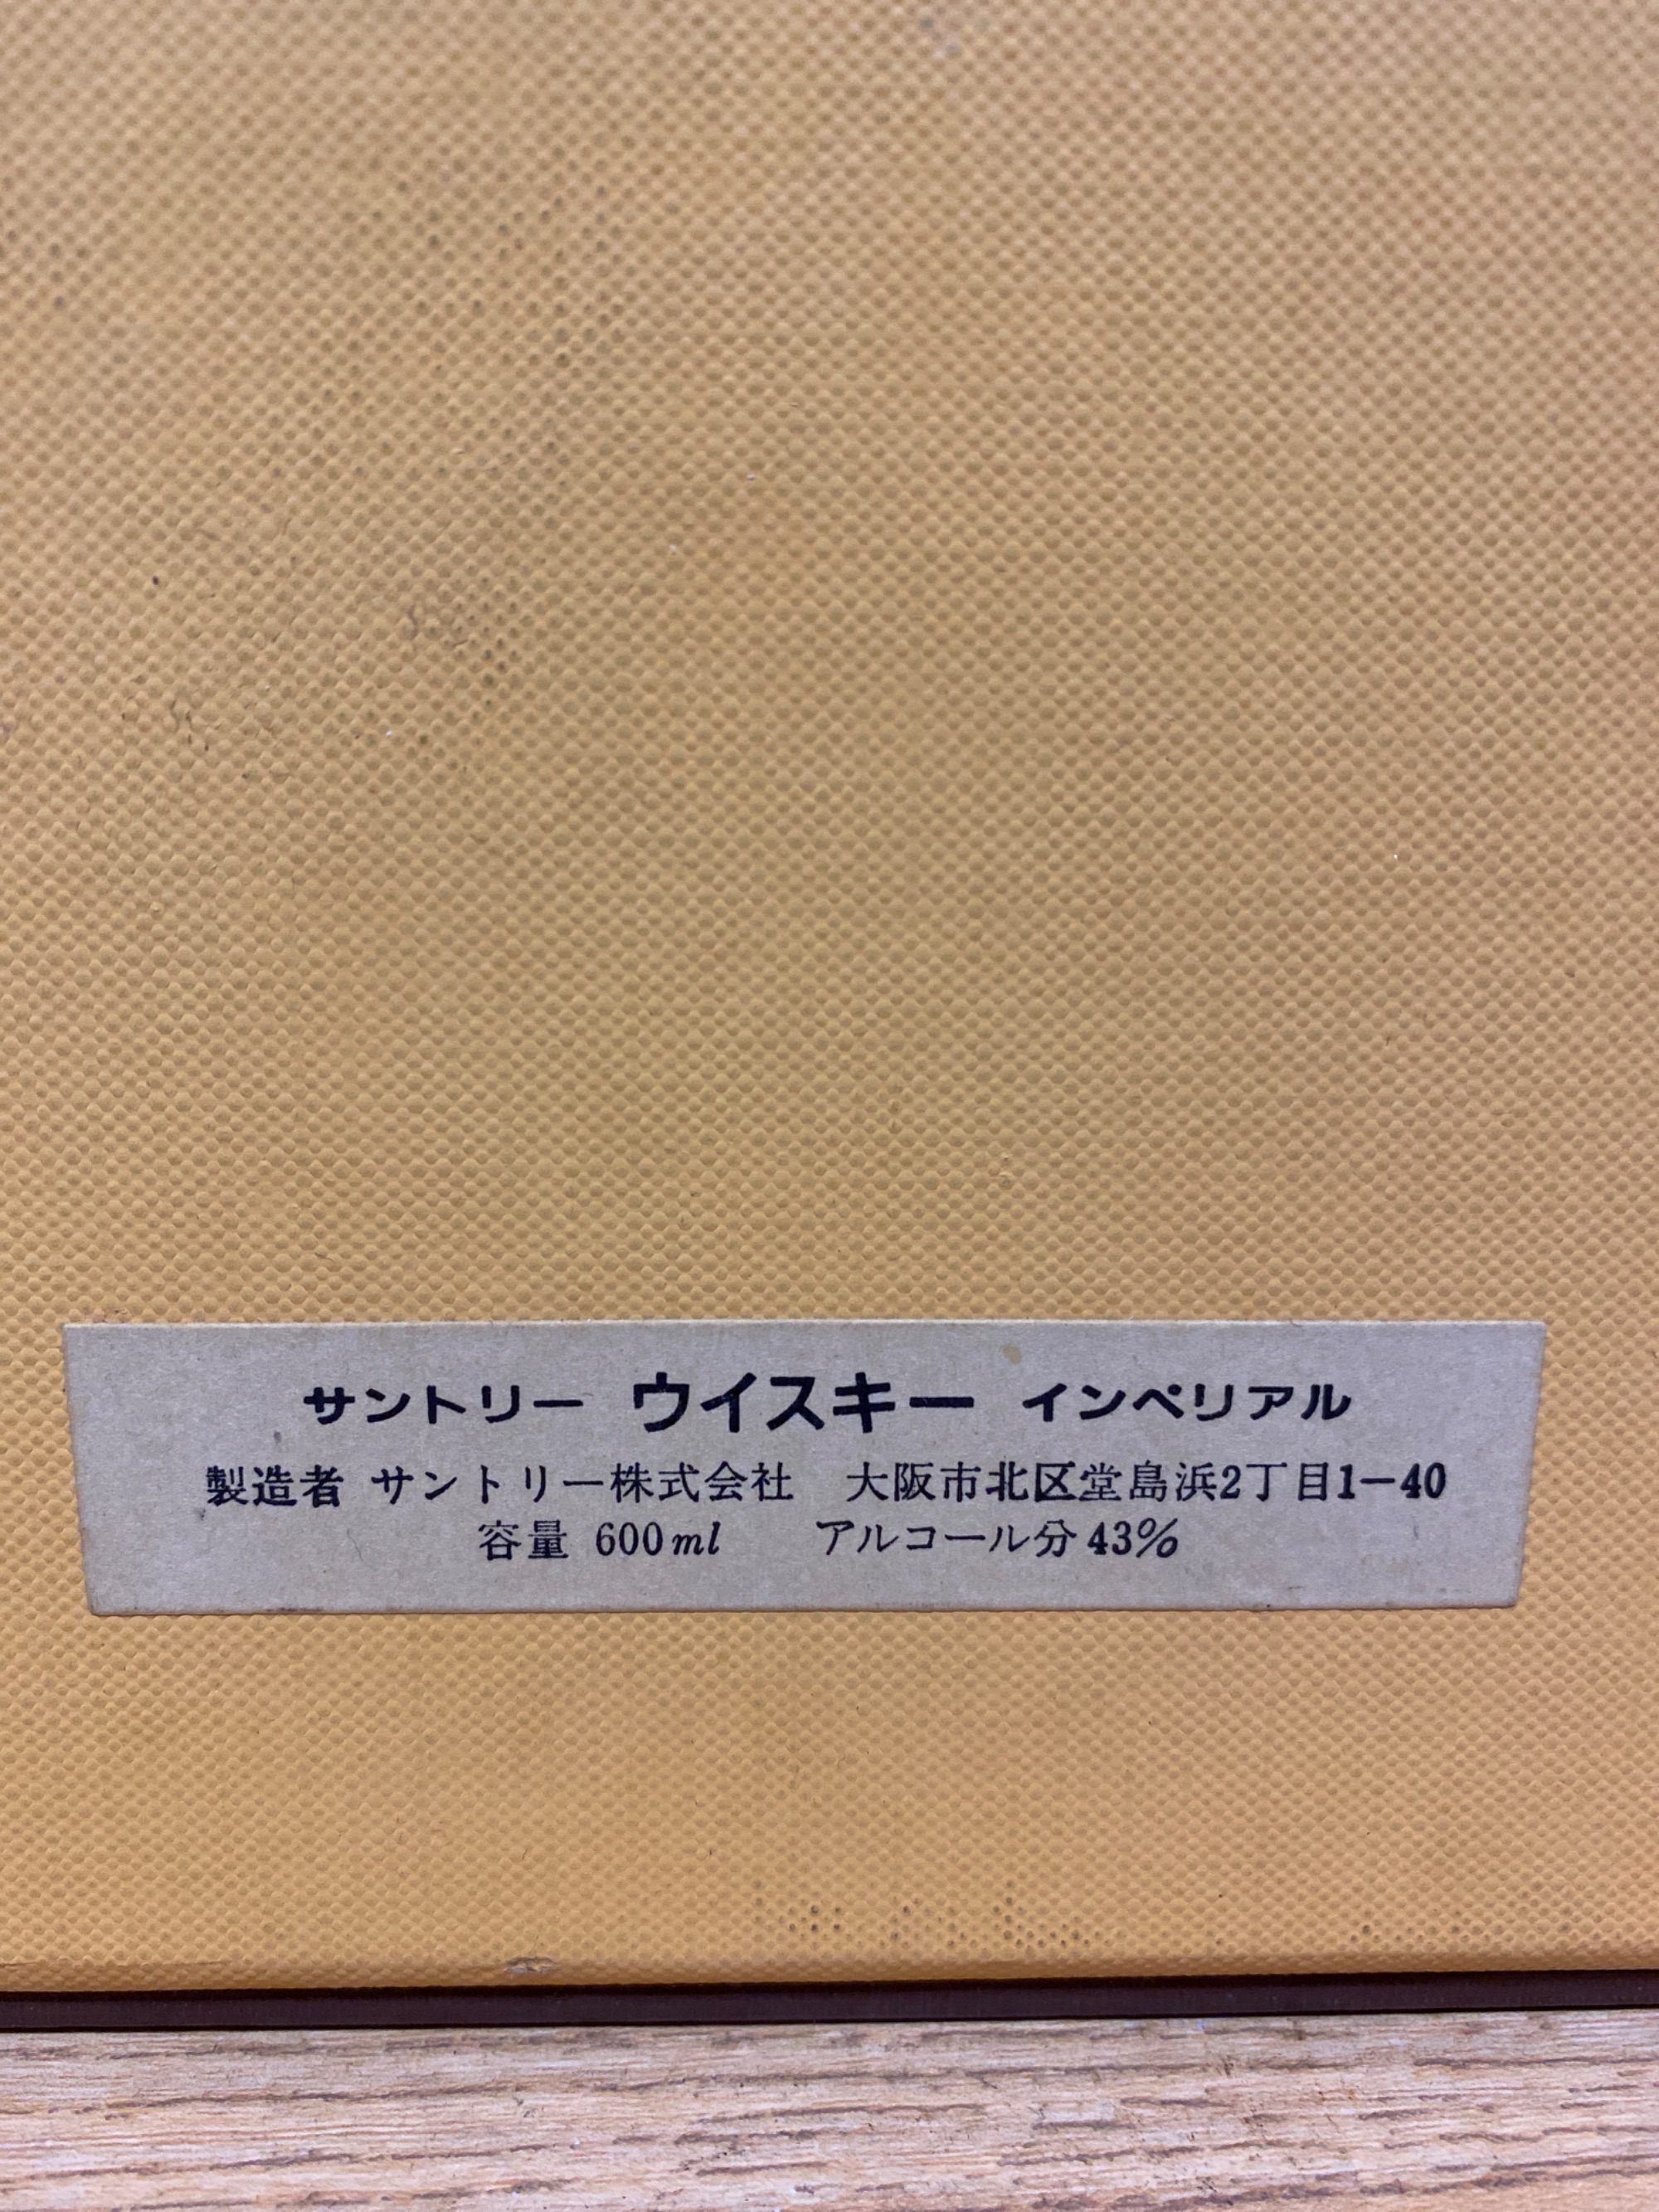 サントリー ウイスキー インペリアル
製造者 サントリー株式会社 大阪市北区堂島浜2丁目1-40
容量 600ml アルコール分43%